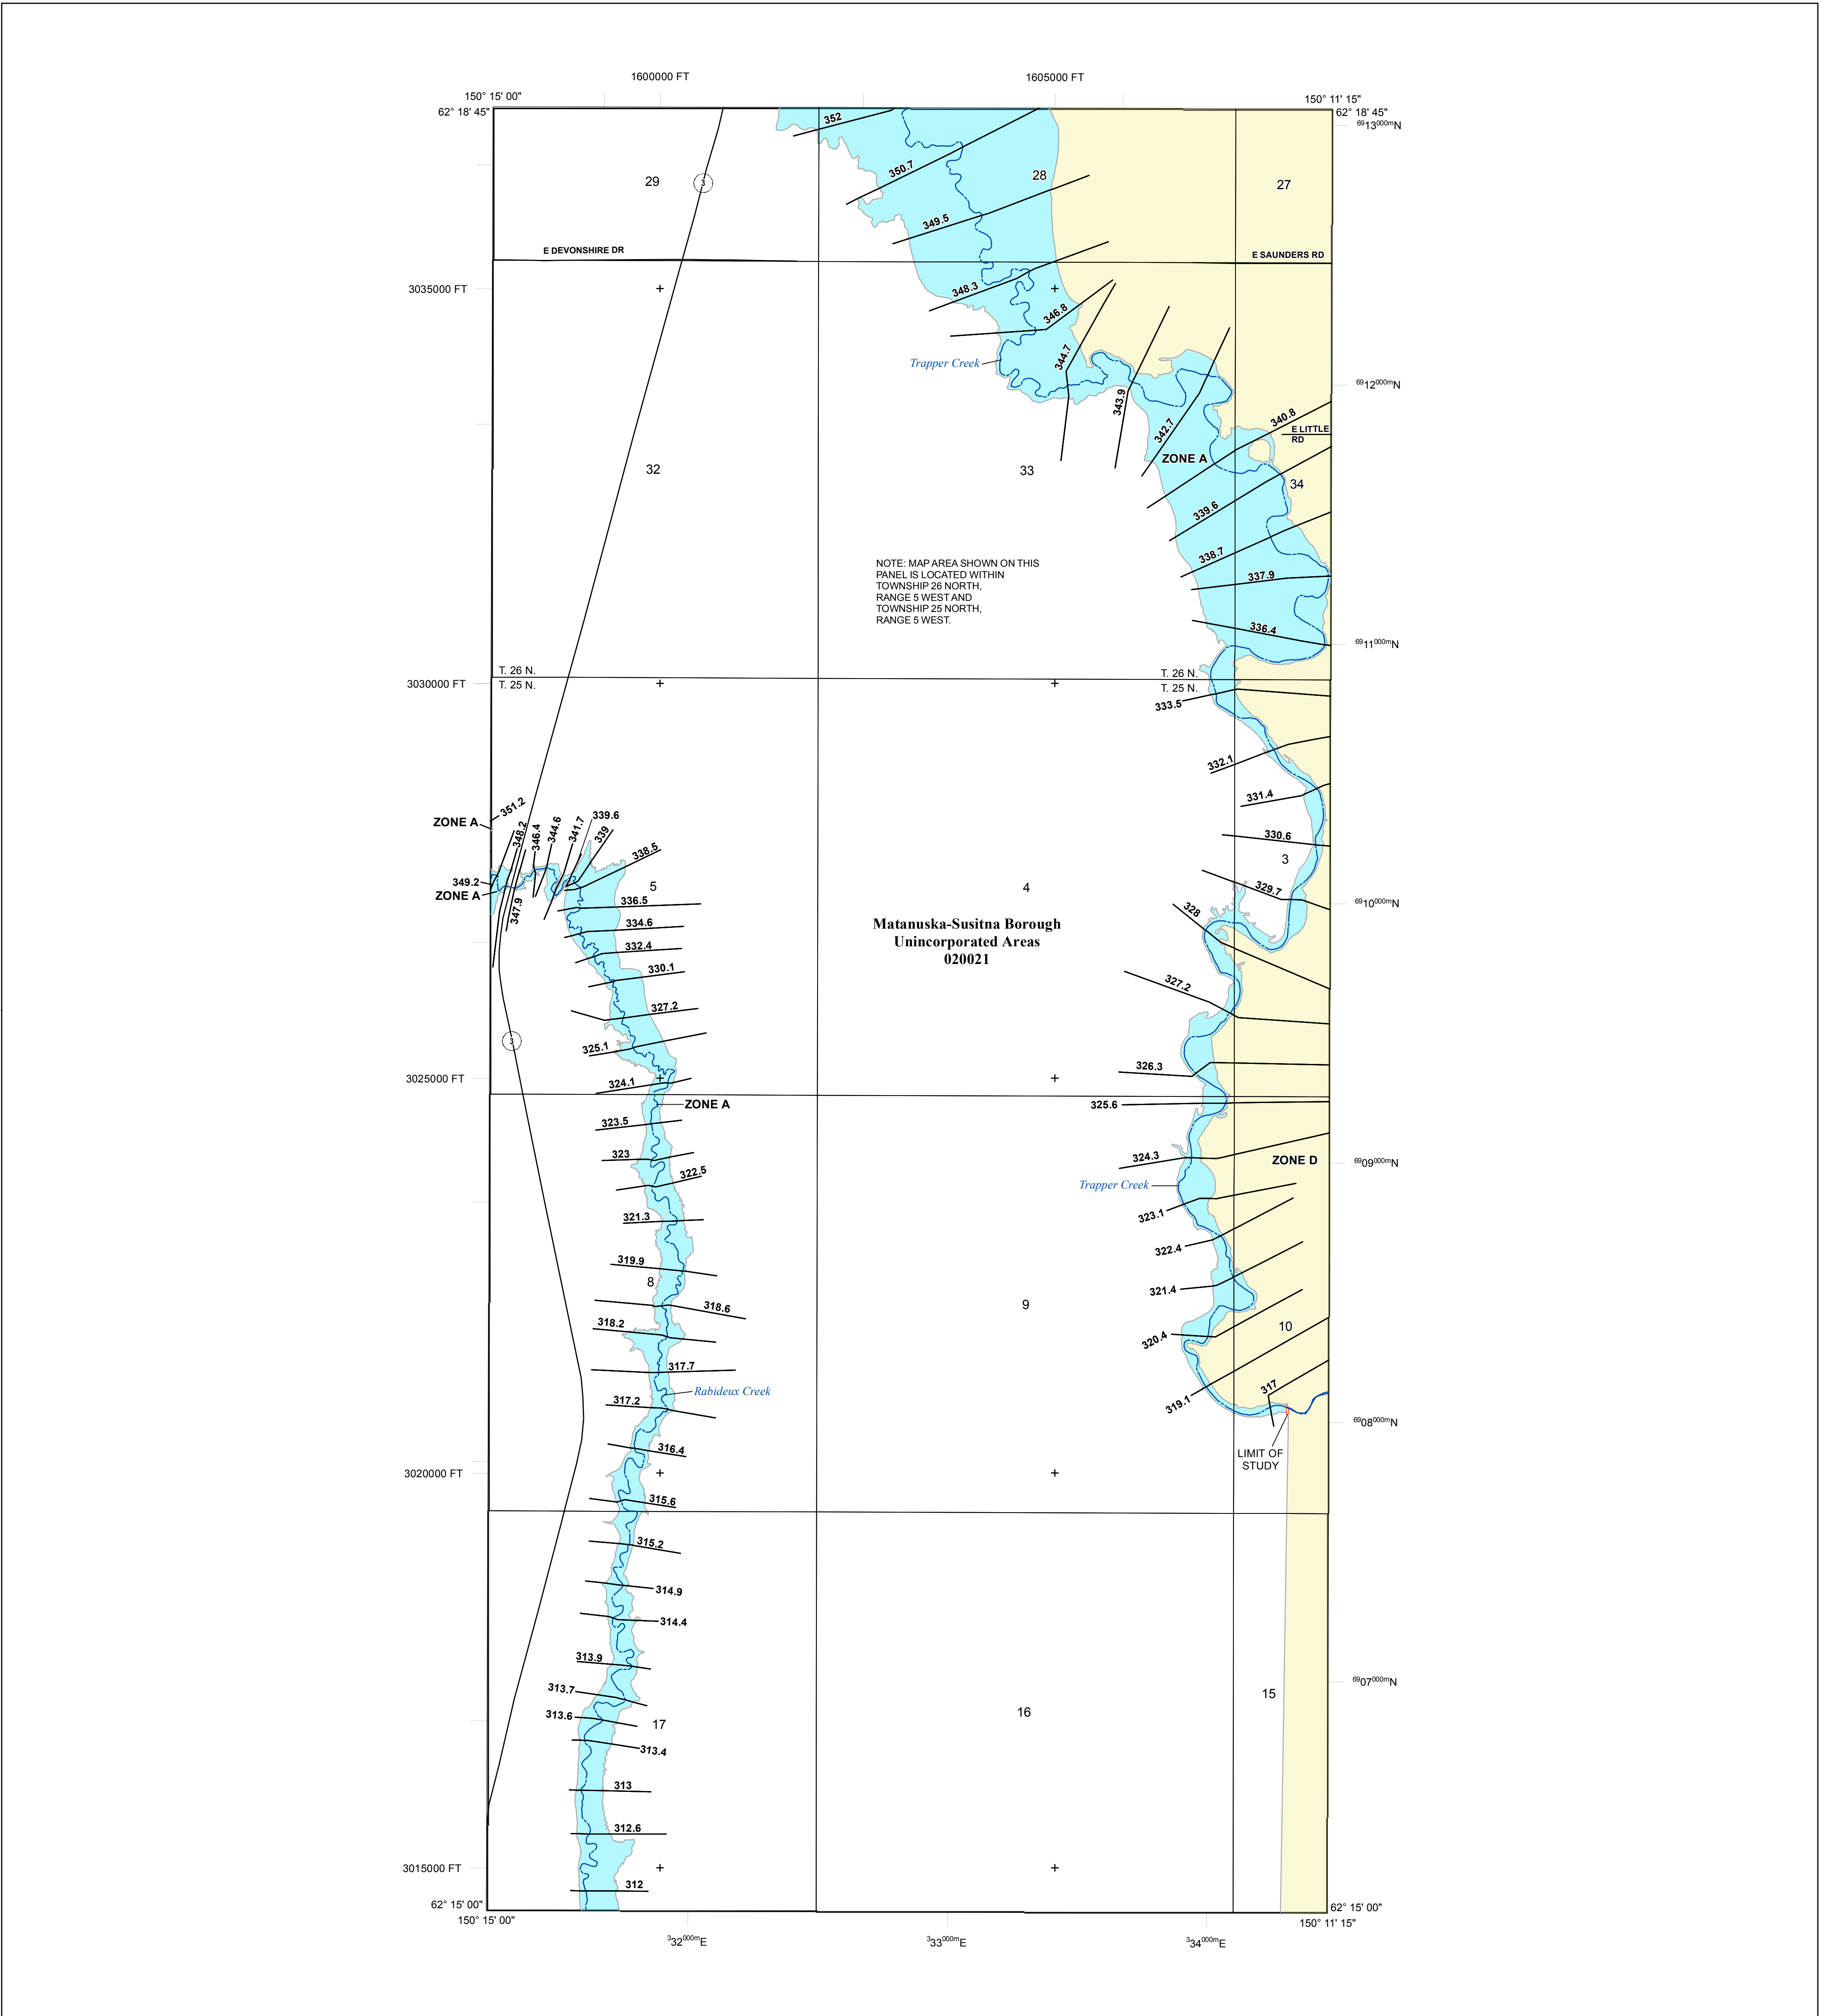 1600000 FT
1605000 FT
150° 15' 00"
150° 11' 15"
62° 18' 45"
62° 18' 45"
6913000mN
352
350.7
28
29
3
27
349.5
E DEVONSHIRE DR
E SAUNDERS RD
3035000 FT
348.3
346.8
344.7
Trapper Creek
6912000mN
343.9
342.7
340.8
E LITTLE
RD
ZONE A
32
33
34
339.6
338.7
337.9
NOTE: MAP AREA SHOWN ON THIS
PANEL IS LOCATED WITHIN
TOWNSHIP 26 NORTH,
RANGE 5 WEST AND
TOWNSHIP 25 NORTH,
RANGE 5 WEST.
336.4
6911000mN
T. 26 N.
T. 25 N.
T. 26 N.
T. 25 N.
3030000 FT
333.5
332.1
331.4
330.6
3
351.2
ZONE A
348.2
346.4
344.6
341.7
339.6
339
338.5
349.2
ZONE A
347.9
5
4
329.7
328
6910000mN
336.5
334.6
332.4
330.1
327.2
325.1
324.1
Matanuska-Susitna Borough
Unincorporated Areas
020021
327.2
3
3025000 FT
326.3
325.6
ZONE A
323.5
323
322.5
324.3
ZONE D
6909000mN
Trapper Creek
323.1
321.3
322.4
319.9
8
321.4
318.6
9
318.2
320.4
10
317.7
Rabideux Creek
317.2
319.1
317
6908000mN
316.4
LIMIT OF
STUDY
3020000 FT
315.6
315.2
314.9
314.4
313.9
313.7
313.6
17
313.4
16
15
6907000mN
313
312.6
3015000 FT
312
62° 15' 00"
62° 15' 00"
150° 15' 00"
150° 11' 15"
332000mE
333000mE
334000mE